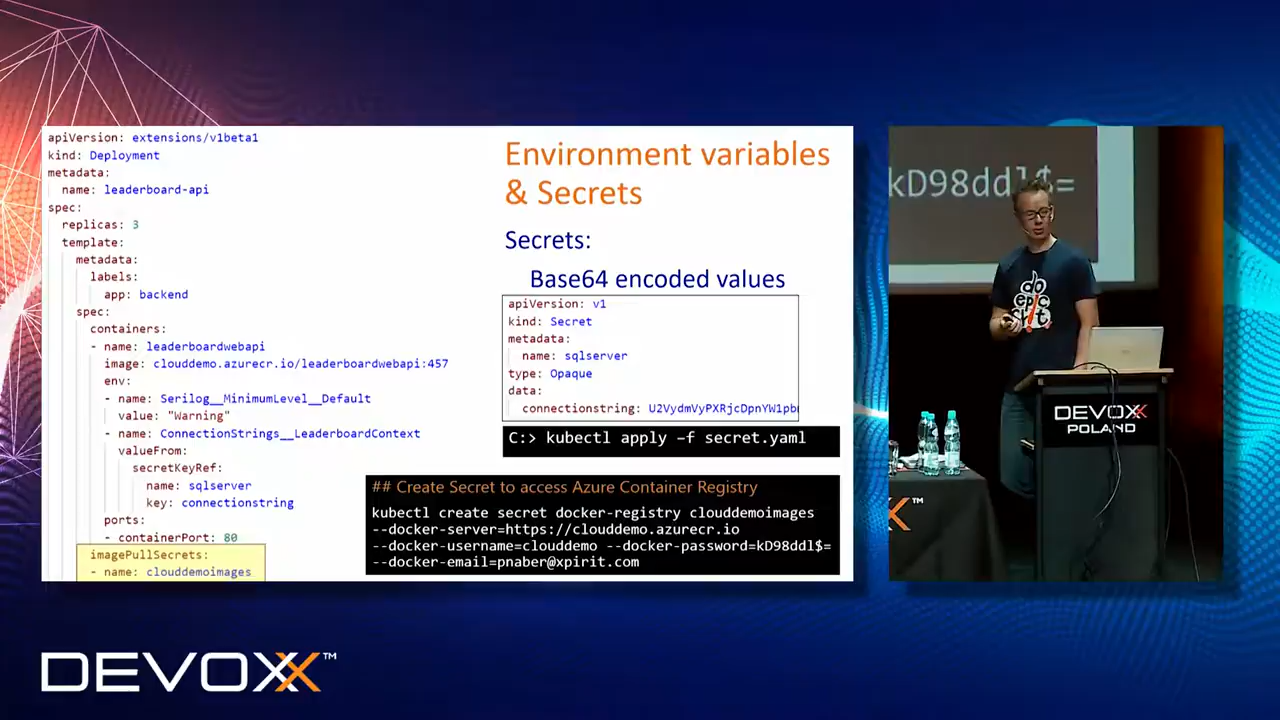 apiVersion: extensions/v1beta1
kind: Deployment
metadata:
name: leaderboard-api
spec:
replicas: 3
template:
metadata:
labels:
app: backend
spec:
containers:
- name: leaderboardwebapi
image: clouddemo.azurecr.io/leaderboardwebapi:457
env:
- name: Serilog__MinimumLevel__Default
value: "Warning"
- name: ConnectionStrings__LeaderboardContext
valueFrom:
secretKeyRef:
name: sqlserver
key: connectionstring
ports:
- containerPort: 80
imagePullSecrets:
- name: clouddemoimages
Environment variables
& Secrets
Secrets:
Base64 encoded values
apiVersion: v1
kind: Secret
metadata:
name: sqlserver
type: Opaque
data:
connectionstring:
C:> kubectl apply –f secret.yaml
## Create Secret to access Azure Container Registry
kubectl create secret docker-registry clouddemoimages
--docker-server=https://clouddemo.azurecr.io
--docker-username=clouddemo --docker-password=kD98ddl$=
--docker-email=pnaber@xpirit.com
kD98ddl$=
do
epic
sh!t.
DEVOXX
POLAND
X™
DEVOXX™